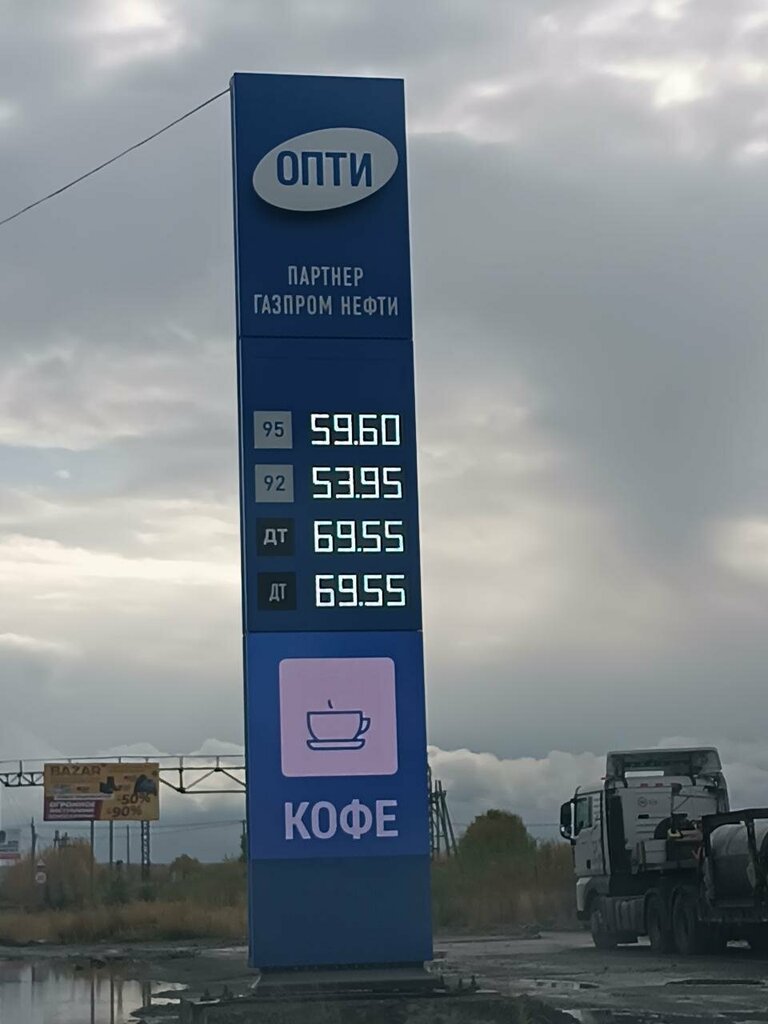 ОПТИ
ПАРТНЕР
ГАЗПРОМ НЕФТИ
95 59.60
92 53.95
ДТ 69.55
ДТ 69.55
КОФЕ
BAZAR
-50%
-90%